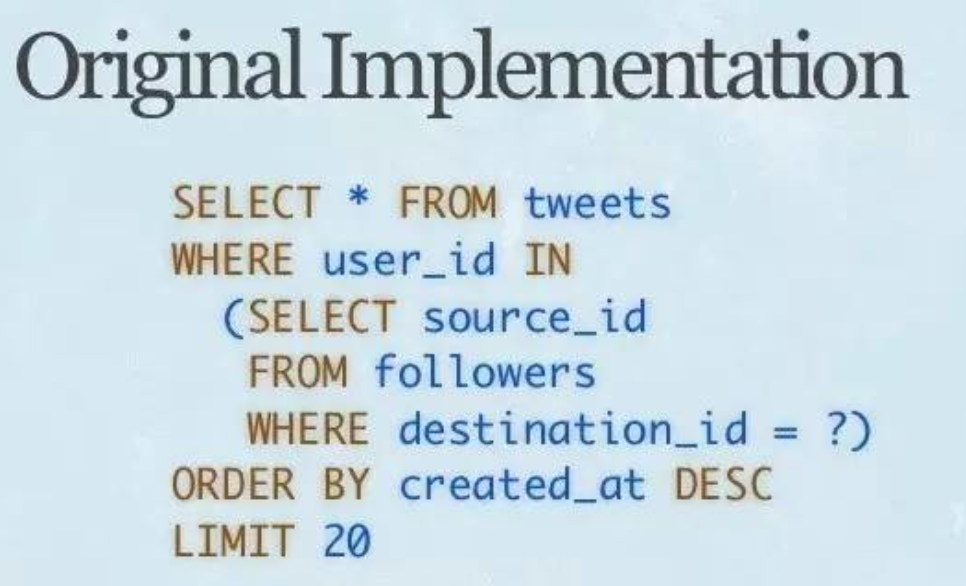 Original Implementation
SELECT * FROM tweets
WHERE user_id IN
(SELECT source_id
FROM followers
WHERE destination_id = ?)
ORDER BY created_at DESC
LIMIT 20